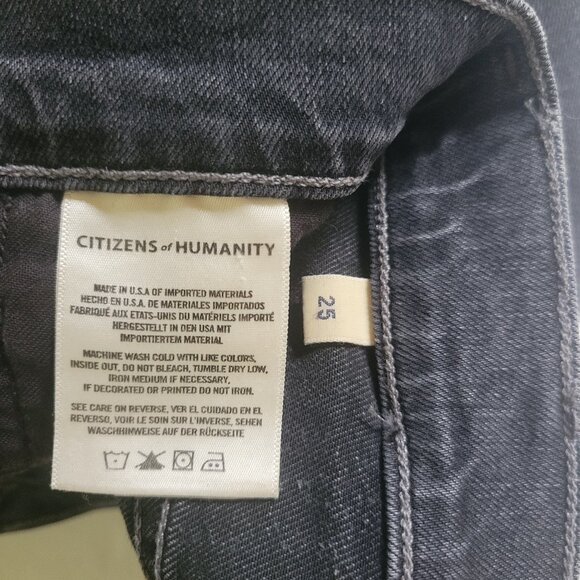 CITIZENS of HUMANITY
MADE IN U.S.A OF IMPORTED MATERIALS
HECHO EN U.S.A. DE MATERIALES IMPORTADOS
FABRIQUÉ AUX ETATS-UNIS DU MATÉRIELS IMPORTÉ
HERGESTELLT IN DEN USA MIT
IMPORTIERTEM MATERIAL
MACHINE WASH COLD WITH LIKE COLORS,
INSIDE OUT, DO NOT BLEACH, TUMBLE DRY LOW,
IRON MEDIUM IF NECESSARY,
IF DECORATED OR PRINTED DO NOT IRON.
SEE CARE ON REVERSE, VER EL CUIDADO EN EL
REVERSO, VOIR LE SOIN SUR L'INVERSE, SEHEN
WASCHHINWEISE AUF DER RÜCKSEITE
25